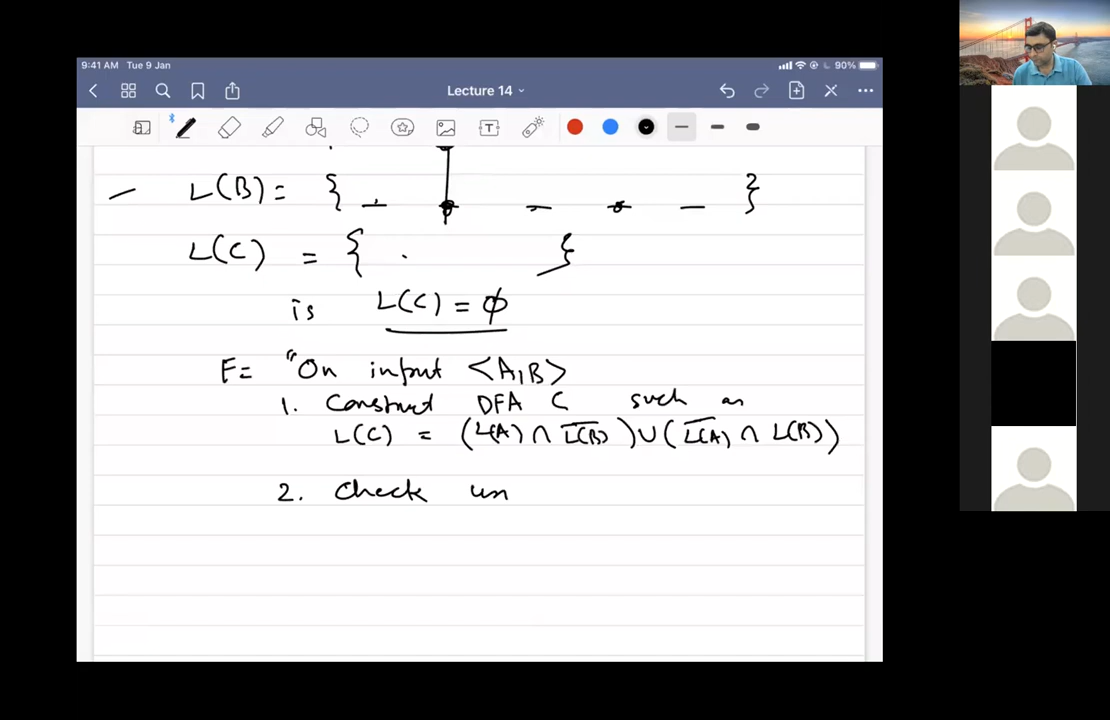 9:41 AM Tue 9 Jan 90%
Lecture 14
L(B) = { }
L(C) = { . }
is L(C) = ϕ
F = "On input <A,B>
1. Construct DFA C such as
L(C) = (L(A) ∩ L̅(̅B̅)̅) ∪ (L̅(̅A̅)̅ ∩ L(B))
2. Check